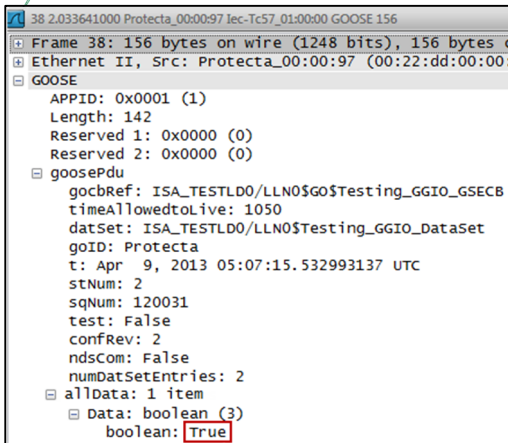 38 2.033641000 Protecta_00:00:97 Iec-Tc57_01:00:00 GOOSE 156
Frame 38: 156 bytes on wire (1248 bits), 156 bytes
Ethernet II, Src: Protecta_00:00:97 (00:22:dd:00:00:
GOOSE
APPID: 0x0001 (1)
Length: 142
Reserved 1: 0x0000 (0)
Reserved 2: 0x0000 (0)
goosePdu
gocbRef: ISA_TESTLD0/LLN0$GO$Testing_GGIO_GSECB
timeAllowedtoLive: 1050
datSet: ISA_TESTLD0/LLN0$Testing_GGIO_DataSet
goID: Protecta
t: Apr 9, 2013 05:07:15.532993137 UTC
stNum: 2
sqNum: 120031
test: False
confRev: 2
ndsCom: False
numDatSetEntries: 2
allData: 1 item
Data: boolean (3)
boolean: True